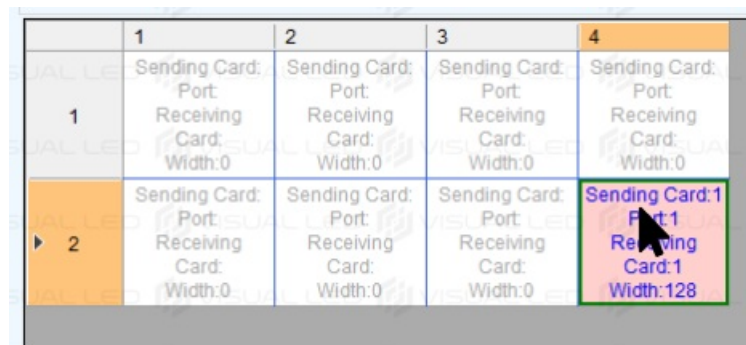 1 2 3 4
Sending Card: Sending Card: Sending Card: Sending Card:
Port: Port: Port: Port:
1 Receiving Receiving Receiving Receiving
Card: Card: Card: Card:
Width:0 Width:0 Width:0 Width:0
Sending Card: Sending Card: Sending Card: Sending Card:1
Port: Port: Port: Port:1
2 Receiving Receiving Receiving Receiving
Card: Card: Card: Card:1
Width:0 Width:0 Width:0 Width:128
VISUAL LED